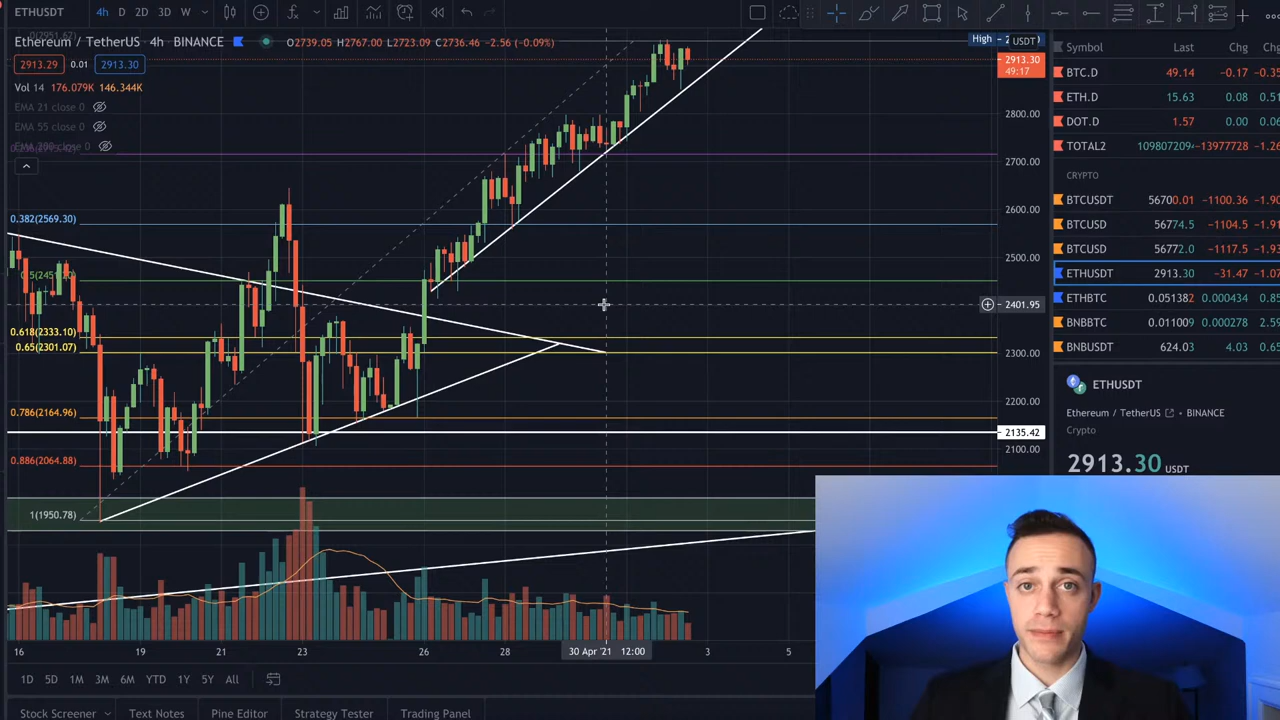 ETHUSDT 4h D 2D 3D W
Ethereum / TetherUS · 4h · BINANCE O2739.05 H2767.00 L2723.09 C2736.46 -2.56 (-0.09%)
2913.29 0.01 2913.30
Vol 14 176.079K 146.344K
EMA 21 close 0
EMA 55 close 0
0.382(2569.30)
0.618(2333.10)
0.65(2301.07)
0.786(2164.96)
0.886(2064.88)
1(1950.78)
High
USDT
2913.30
49:17
2800.00
2700.00
2600.00
2500.00
2401.95
2300.00
2200.00
2135.42
2100.00
16 19 21 23 26 28 30 Apr '21 12:00 3 5
1D 5D 1M 3M 6M YTD 1Y 5Y All
Stock Screener Text Notes Pine Editor Strategy Tester Trading Panel
Symbol Last Chg
BTC.D 49.14 -0.17
ETH.D 15.63 0.08
DOT.D 1.57 0.00
TOTAL2 109807209 -13977728
CRYPTO
BTCUSDT 56700.01 -1100.36
BTCUSD 56774.5 -1104.5
BTCUSD 56772.0 -1117.5
ETHUSDT 2913.30 -31.47
ETHBTC 0.051382 0.000434
BNBBTC 0.011009 0.000278
BNBUSDT 624.03 4.03
ETHUSDT
Ethereum / TetherUS · BINANCE
Crypto
2913.30 USDT